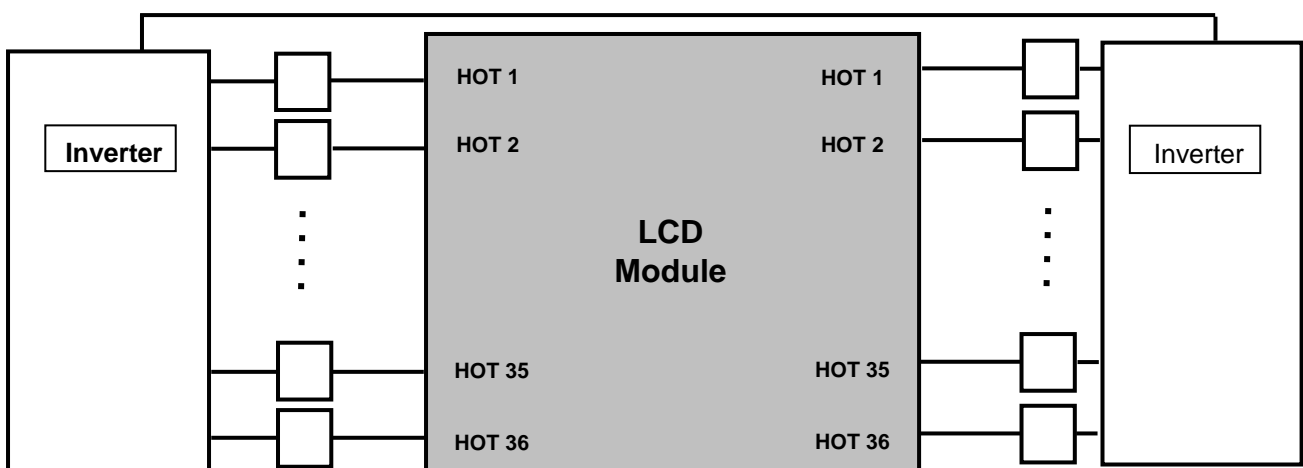 HOT 1 HOT 1
Inverter HOT 2 HOT 2 Inverter
LCD
Module
HOT 35 HOT 35
HOT 36 HOT 36